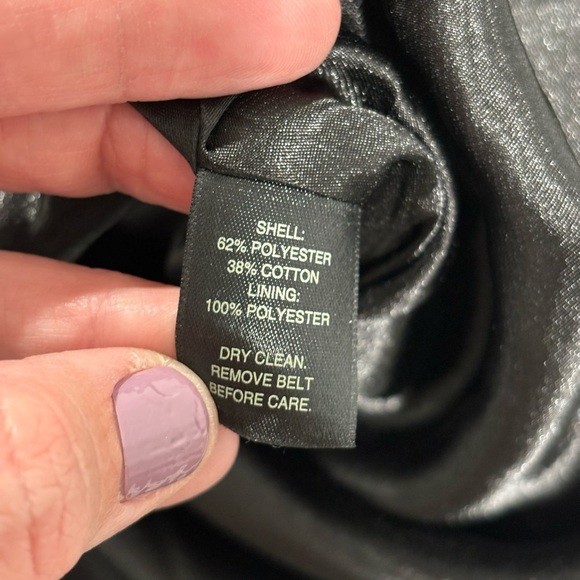 SHELL:
62% POLYESTER
38% COTTON
LINING:
100% POLYESTER
DRY CLEAN.
REMOVE BELT
BEFORE CARE.